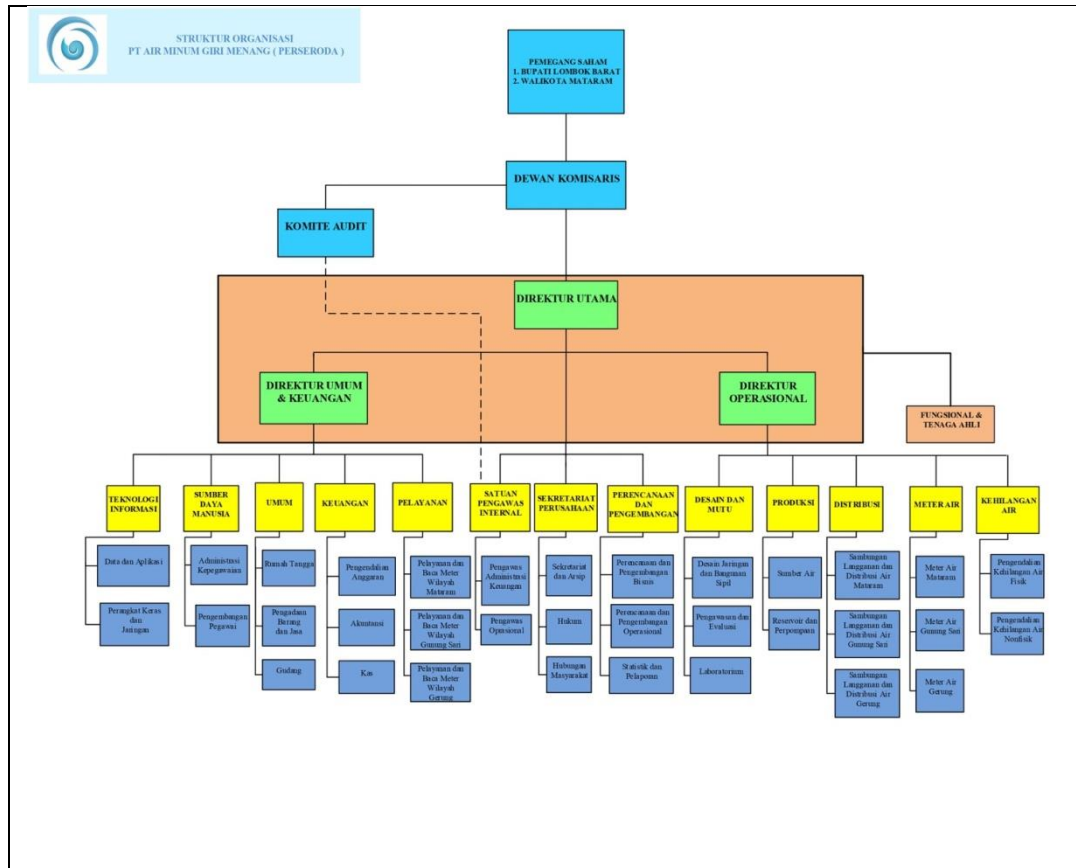 STRUKTUR ORGANISASI
PT AIR MINUM GIRI MENANG ( PERSERODA )
PEMEGANG SAHAM
1. BUPATI LOMBOK BARAT
2. WALIKOTA MATARAM
DEWAN KOMISARIS
KOMITE AUDIT
DIREKTUR UTAMA
DIREKTUR UMUM
& KEUANGAN
DIREKTUR
OPERASIONAL
FUNGSIONAL &
TENAGA AHLI
TEKNOLOGI
INFORMASI
SUMBER
DAYA
MANUSIA
UMUM
KEUANGAN
PELAYANAN
SATUAN
PENGAWAS
INTERNAL
SEKRETARIAT
PERUSAHAAN
PERENCANAAN
DAN
PENGEMBANGAN
DESAIN DAN
MUTU
PRODUKSI
DISTRIBUSI
METER AIR
KEHILANGAN
AIR
Data dan Aplikasi
Perangkat Keras
dan
Jaringan
Administrasi
Kepegawaian
Pengembangan
Pegawai
Rumah Tangga
Pengadaan
Barang
dan Jasa
Gudang
Pengendalian
Anggaran
Akuntansi
Kas
Pelayanan dan
Baca Meter
Wilayah
Mataram
Pelayanan dan
Baca Meter
Wilayah
Gunung Sari
Pelayanan dan
Baca Meter
Wilayah
Gerung
Pengawas
Administrasi
Keuangan
Pengawas
Oprasional
Sekretariat
dan Arsip
Hukum
Hubungan
Masyarakat
Perencanaan dan
Pengembangan
Bisnis
Perencanaan dan
Pengembangan
Operasional
Statistik dan
Pelaporan
Desain Jaringan
dan Bangunan
Sipil
Pengawasan dan
Evaluasi
Laboratorium
Sumber Air
Reservoir dan
Perpompaan
Sambungan
Langganan dan
Distribusi Air
Mataram
Sambungan
Langganan dan
Distribusi Air
Gunung Sari
Sambungan
Langganan dan
Distribusi Air
Gerung
Meter Air
Mataram
Meter Air
Gunung Sari
Meter Air
Gerung
Pengendalian
Kehilangan Air
Fisik
Pengendalian
Kehilangan Air
Nonfisik